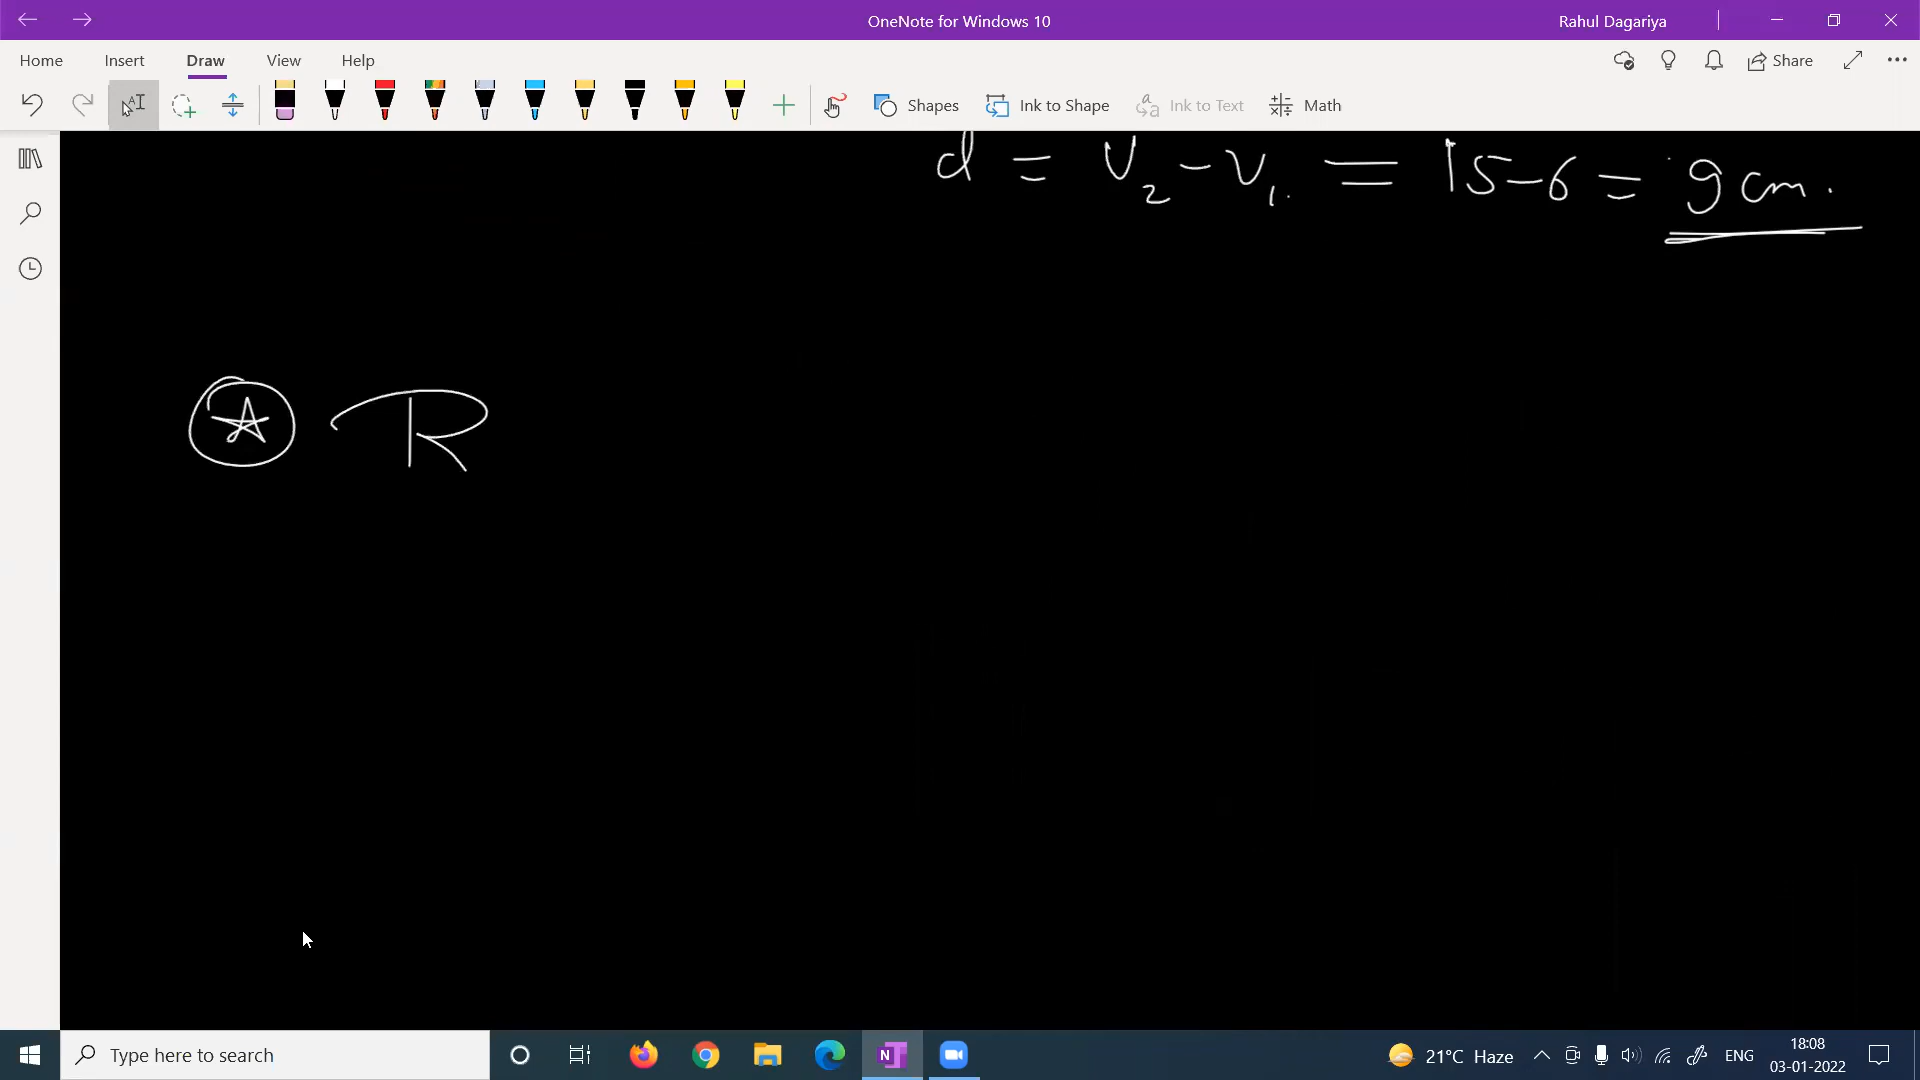 OneNote for Windows 10
Rahul Dagariya
Home Insert Draw View Help
Share
Shapes Ink to Shape Ink to Text Math
d = V2 - V1. = 15-6 = 9 cm.
R
Type here to search
21°C Haze
ENG
18:08
03-01-2022